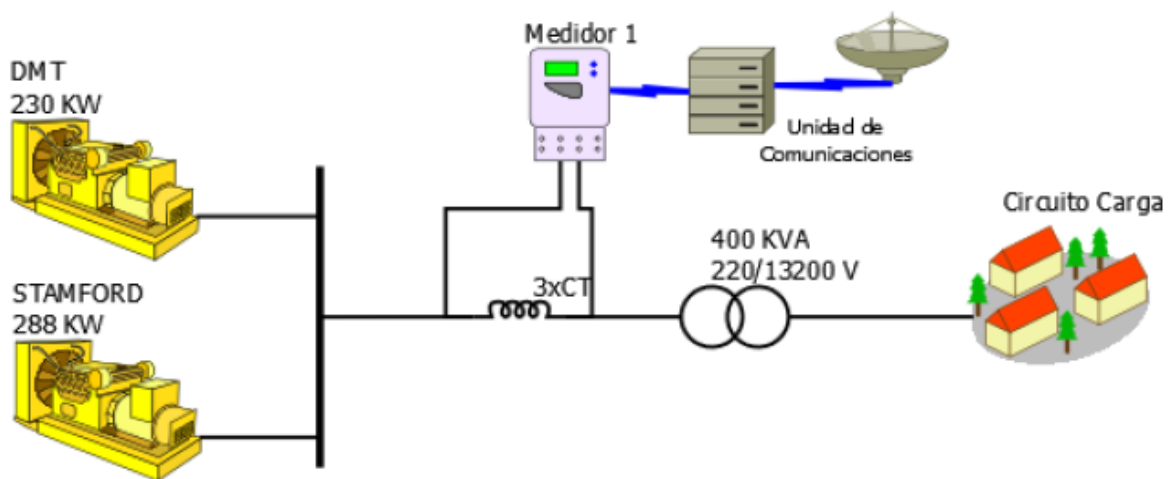 DMT
230 KW
STAMFORD
288 KW
Medidor 1
Unidad de
Comunicaciones
3xCT
400 KVA
220/13200 V
Circuito Carga